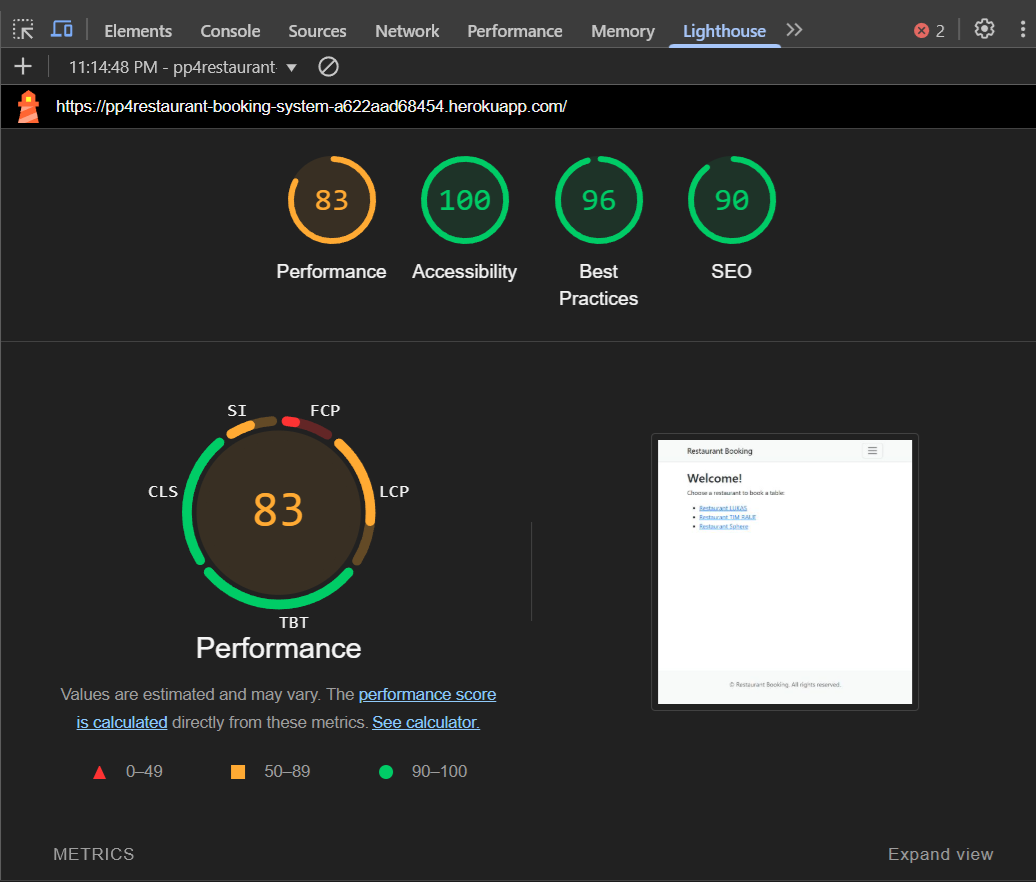 Elements Console Sources Network Performance Memory Lighthouse 2
11:14:48 PM - pp4restaurant
https://pp4restaurant-booking-system-a622aad68454.herokuapp.com/
83 100 96 90
Performance Accessibility Best Practices SEO
SI FCP
CLS LCP
83
TBT
Performance
Values are estimated and may vary. The performance score
is calculated directly from these metrics. See calculator.
0–49 50–89 90–100
Restaurant Booking
Welcome!
Choose a restaurant to book a table:
Restaurant LUKAS
Restaurant TIM RAUE
Restaurant Sphere
© Restaurant Booking. All rights reserved.
METRICS Expand view